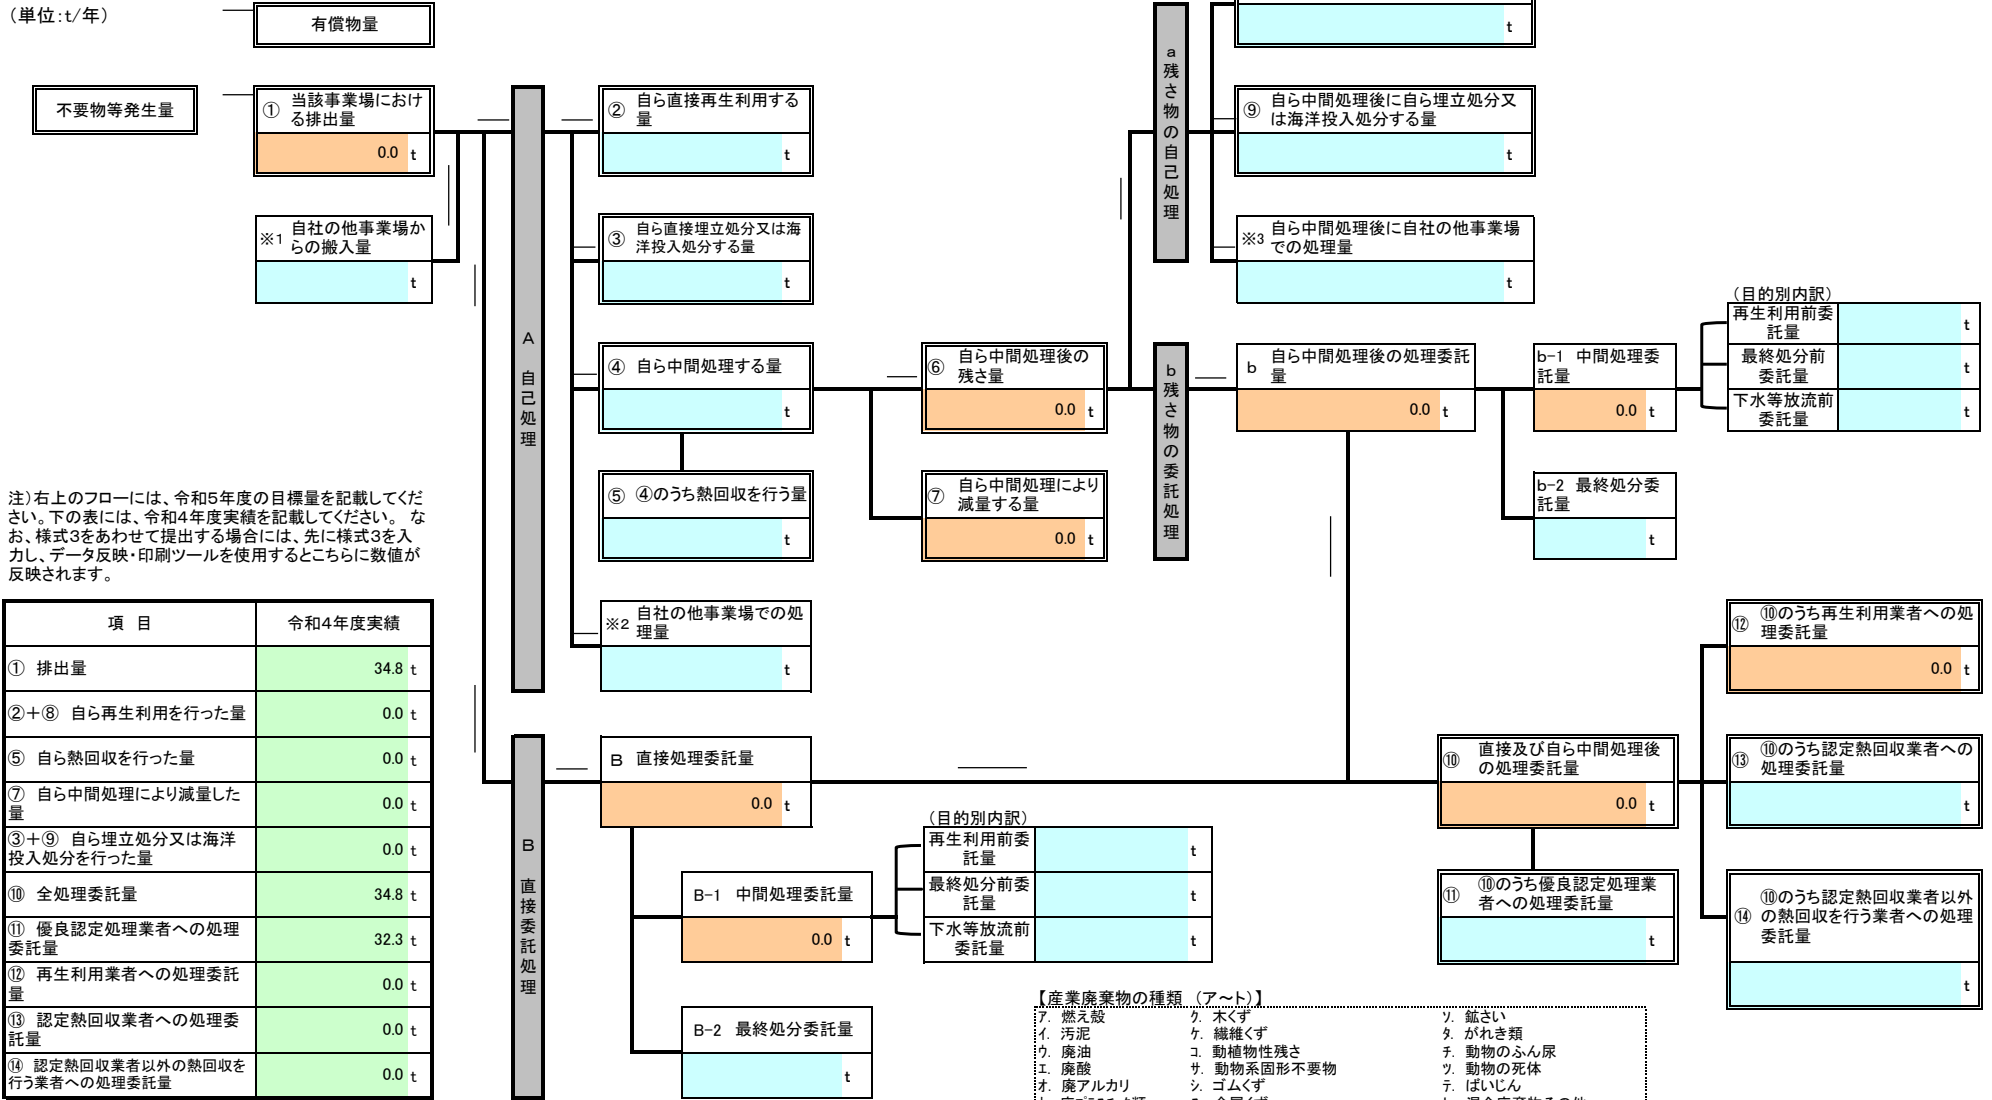 （単位：t/年）
有償物量
t
不要物等発生量
① 当該事業場におけ
る排出量
0.0 t
② 自ら直接再生利用する
量
t
a 残さ物の自己処理
⑨ 自ら中間処理後に自ら埋立処分又
は海洋投入処分する量
t
※1 自社の他事業場か
らの搬入量
t
③ 自ら直接埋立処分又は海
洋投入処分する量
t
※3 自ら中間処理後に自社の他事業場
での処理量
t
A 自己処理
④ 自ら中間処理する量
t
⑥ 自ら中間処理後の
残さ量
0.0 t
b 残さ物の委託処理
b 自ら中間処理後の処理委託
量
0.0 t
b-1 中間処理委
託量
0.0 t
（目的別内訳）
再生利用前委
託量
t
最終処分前
委託量
t
下水等放流前
委託量
t
⑤ ④のうち熱回収を行う量
t
⑦ 自ら中間処理により
減量する量
0.0 t
b-2 最終処分委
託量
t
注）右上のフローには、令和5年度の目標量を記載してくだ
さい。下の表には、令和4年度実績を記載してください。 な
お、様式3をあわせて提出する場合には、先に様式3を入
力し、データ反映・印刷ツールを使用するとこちらに数値が
反映されます。
項 目 令和4年度実績
① 排出量 34.8 t
②＋⑧ 自ら再生利用を行った量 0.0 t
⑤ 自ら熱回収を行った量 0.0 t
⑦ 自ら中間処理により減量した
量 0.0 t
③＋⑨ 自ら埋立処分又は海洋
投入処分を行った量 0.0 t
⑩ 全処理委託量 34.8 t
⑪ 優良認定処理業者への処理
委託量 32.3 t
⑫ 再生利用業者への処理委託
量 0.0 t
⑬ 認定熱回収業者への処理委
託量 0.0 t
⑭ 認定熱回収業者以外の熱回収を
行う業者への処理委託量 0.0 t
※2 自社の他事業場での処
理量
t
B 直接委託処理
B 直接処理委託量
0.0 t
B-1 中間処理委託量
0.0 t
（目的別内訳）
再生利用前委
託量
t
最終処分前委
託量
t
下水等放流前
委託量
t
B-2 最終処分委託量
t
⑩ 直接及び自ら中間処理後
の処理委託量
0.0 t
⑪ ⑩のうち優良認定処理業
者への処理委託量
t
⑫ ⑩のうち再生利用業者への処
理委託量
0.0 t
⑬ ⑩のうち認定熱回収業者への
処理委託量
t
⑭ ⑩のうち認定熱回収業者以外
の熱回収を行う業者への処理
委託量
t
【産業廃棄物の種類 （ア～ト）】
ア. 燃え殻 ク. 木くず ソ. 鉱さい
イ. 汚泥 ケ. 繊維くず タ. がれき類
ウ. 廃油 コ. 動植物性残さ チ. 動物のふん尿
エ. 廃酸 サ. 動物系固形不要物 ツ. 動物の死体
オ. 廃アルカリ シ. ゴムくず テ. ばいじん